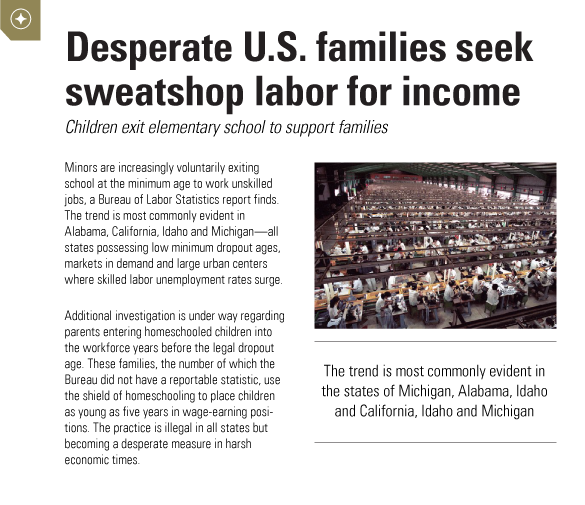 Desperate U.S. families seek
sweatshop labor for income
Children exit elementary school to support families
Minors are increasingly voluntarily exiting
school at the minimum age to work unskilled
jobs, a Bureau of Labor Statistics report finds.
The trend is most commonly evident in
Alabama, California, Idaho and Michigan—all
states possessing low minimum dropout ages,
markets in demand and large urban centers
where skilled labor unemployment rates surge.
Additional investigation is under way regarding
parents entering homeschooled children into
the workforce years before the legal dropout
age. These families, the number of which the
Bureau did not have a reportable statistic, use
the shield of homeschooling to place children
as young as five years in wage-earning posi-
tions. The practice is illegal in all states but
becoming a desperate measure in harsh
economic times.
The trend is most commonly evident in
the states of Michigan, Alabama, Idaho
and California, Idaho and Michigan